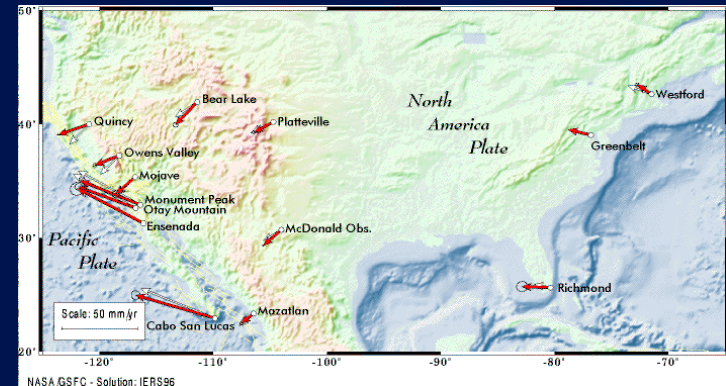 50°
Bear Lake
North
America
Plate
Westford
40°
Quincy
Platteville
Greenbelt
Owens Valley
Mojave
Monument Peak
Otay Mountain
Ensenada
McDonald Obs.
30°
Pacific
Plate
Richmond
Scale: 50 mm/yr
Mazatlan
Cabo San Lucas
20°
-120 -110 -100 -90 -80 -70
NASA/GSFC - Solution: IERS96